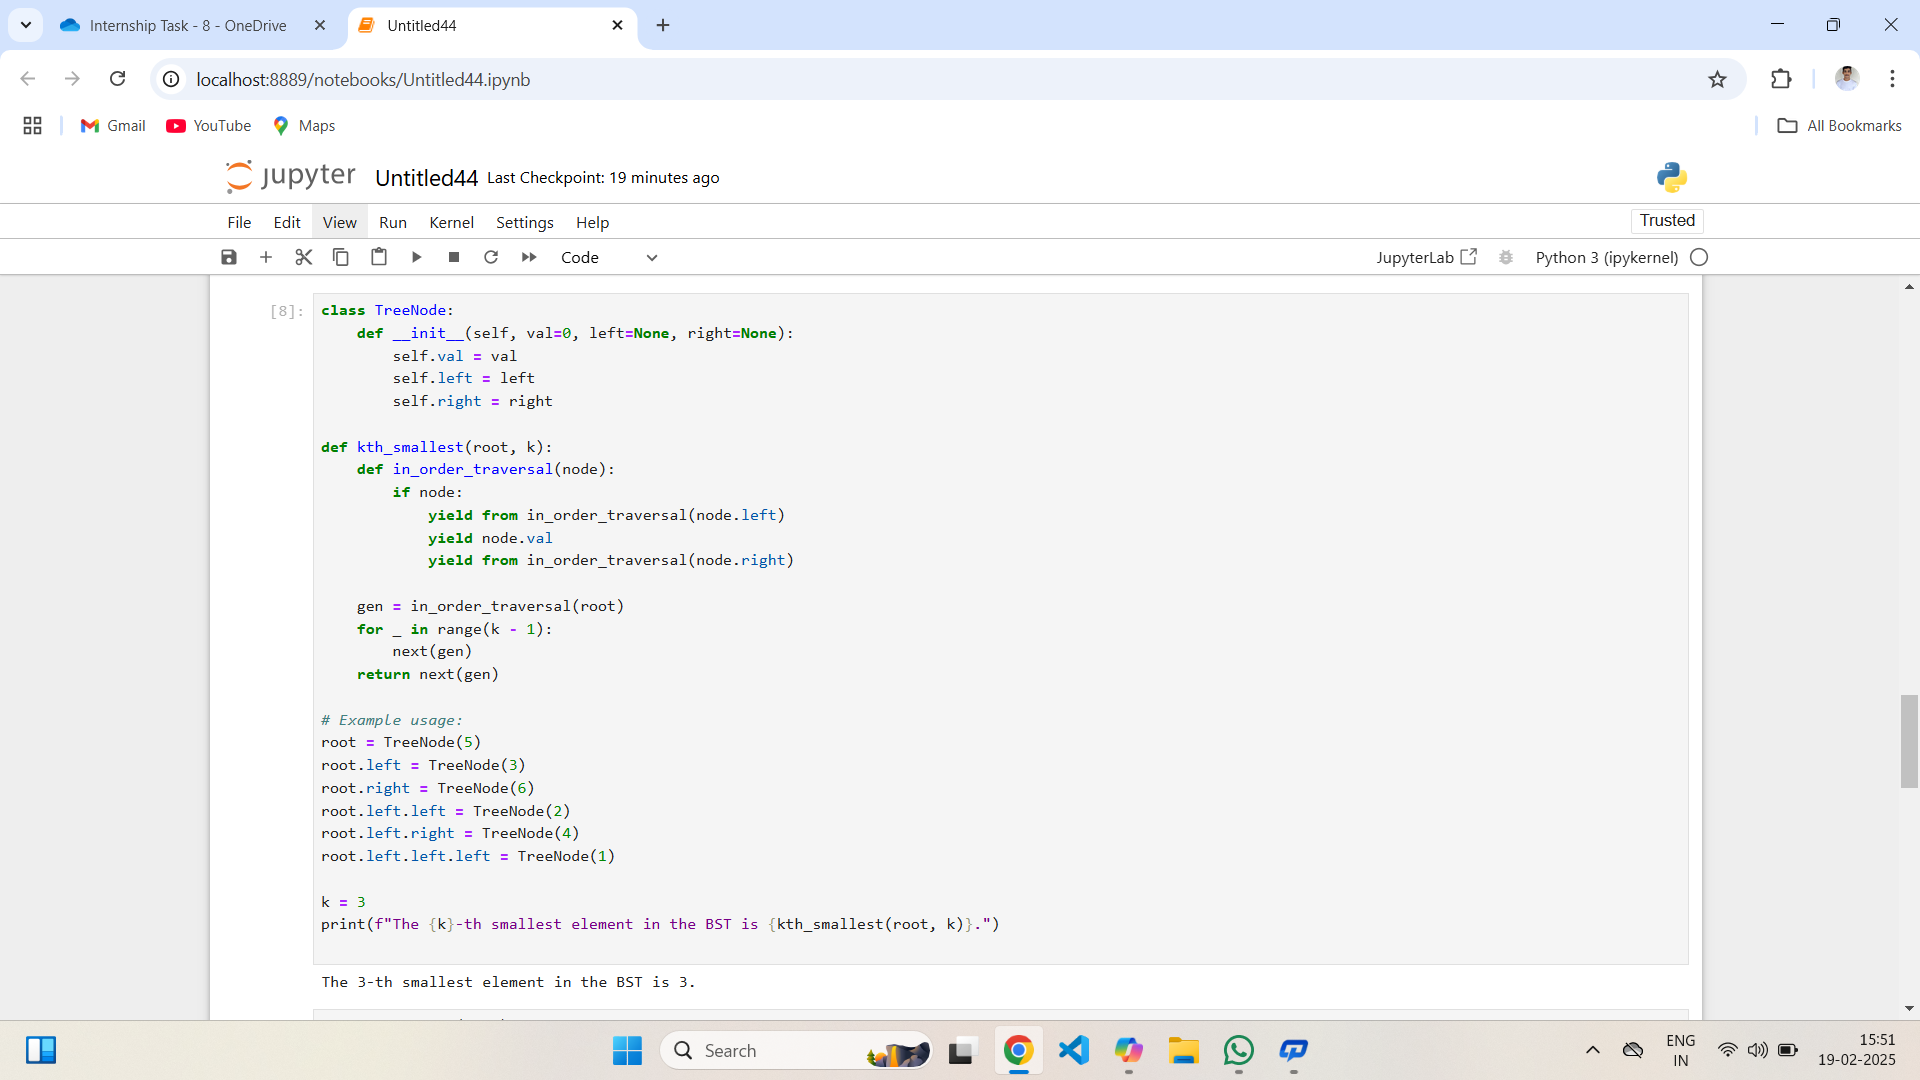 Internship Task - 8 - OneDrive
Untitled44
localhost:8889/notebooks/Untitled44.ipynb
Gmail
YouTube
Maps
All Bookmarks
jupyter
Untitled44
Last Checkpoint: 19 minutes ago
File
Edit
View
Run
Kernel
Settings
Help
Trusted
Code
JupyterLab
Python 3 (ipykernel)
[8]:
class TreeNode:
    def __init__(self, val=0, left=None, right=None):
        self.val = val
        self.left = left
        self.right = right

def kth_smallest(root, k):
    def in_order_traversal(node):
        if node:
            yield from in_order_traversal(node.left)
            yield node.val
            yield from in_order_traversal(node.right)

    gen = in_order_traversal(root)
    for _ in range(k - 1):
        next(gen)
    return next(gen)

# Example usage:
root = TreeNode(5)
root.left = TreeNode(3)
root.right = TreeNode(6)
root.left.left = TreeNode(2)
root.left.right = TreeNode(4)
root.left.left.left = TreeNode(1)

k = 3
print(f"The {k}-th smallest element in the BST is {kth_smallest(root, k)}.")
The 3-th smallest element in the BST is 3.
Search
ENG
IN
15:51
19-02-2025